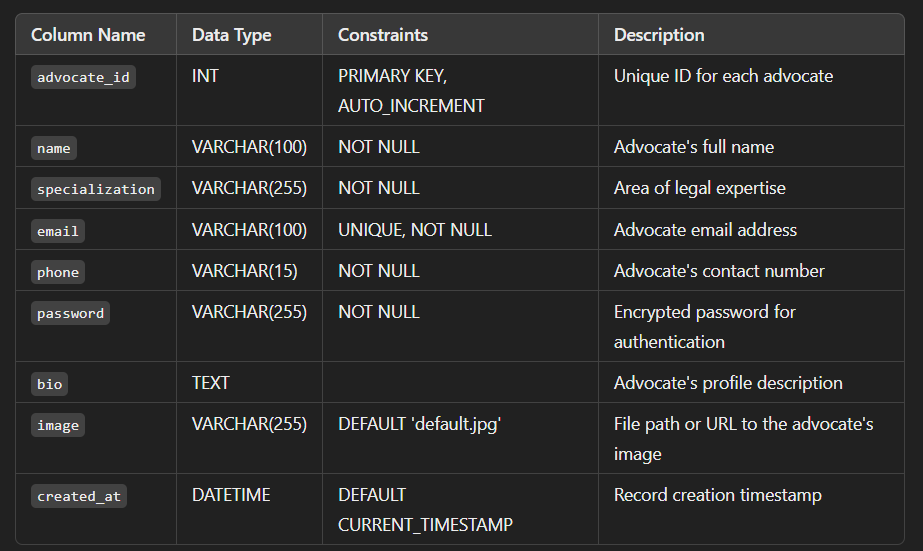 Column Name Data Type Constraints Description
advocate_id INT PRIMARY KEY, Unique ID for each advocate
AUTO_INCREMENT
name VARCHAR(100) NOT NULL Advocate's full name
specialization VARCHAR(255) NOT NULL Area of legal expertise
email VARCHAR(100) UNIQUE, NOT NULL Advocate email address
phone VARCHAR(15) NOT NULL Advocate's contact number
password VARCHAR(255) NOT NULL Encrypted password for
authentication
bio TEXT Advocate's profile description
image VARCHAR(255) DEFAULT 'default.jpg' File path or URL to the advocate's
image
created_at DATETIME DEFAULT Record creation timestamp
CURRENT_TIMESTAMP